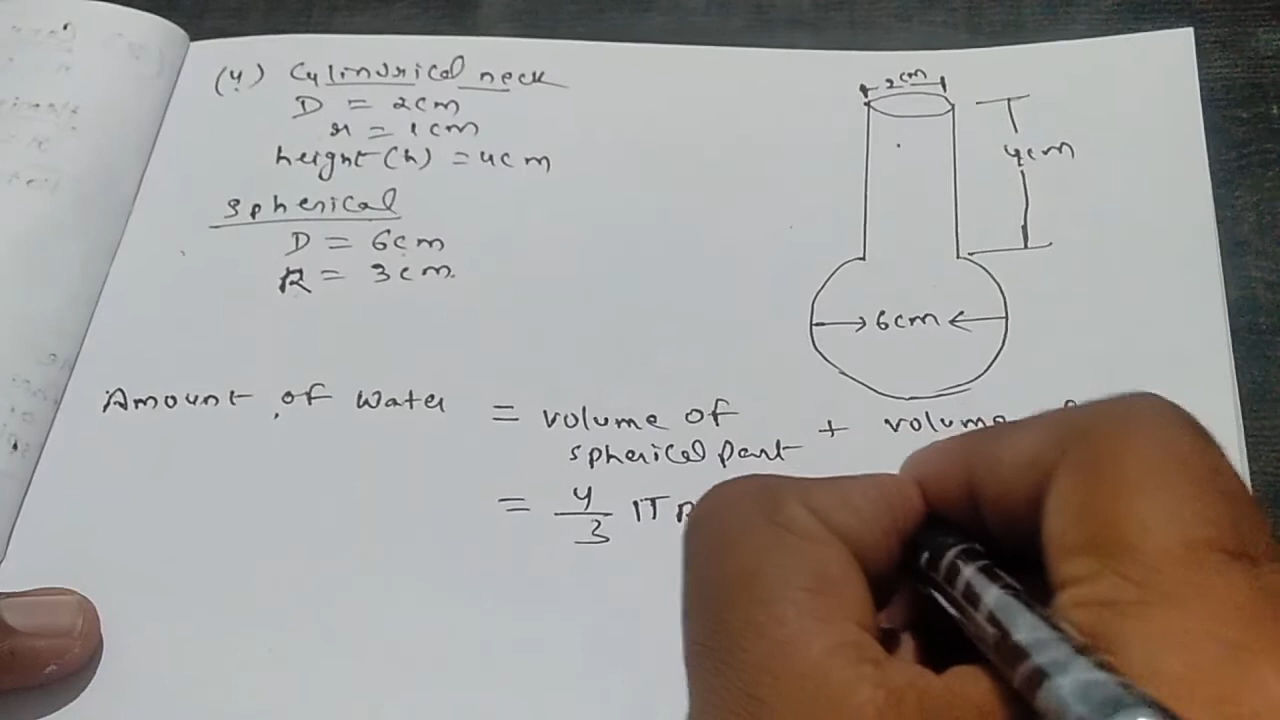 (4) Cylindrical neck
D = 2cm
r = 1cm
height (h) = 4cm
Spherical
D = 6cm
R = 3cm.
2cm
4cm
6cm
Amount of water = volume of spherical part + volume
= 4/3 π